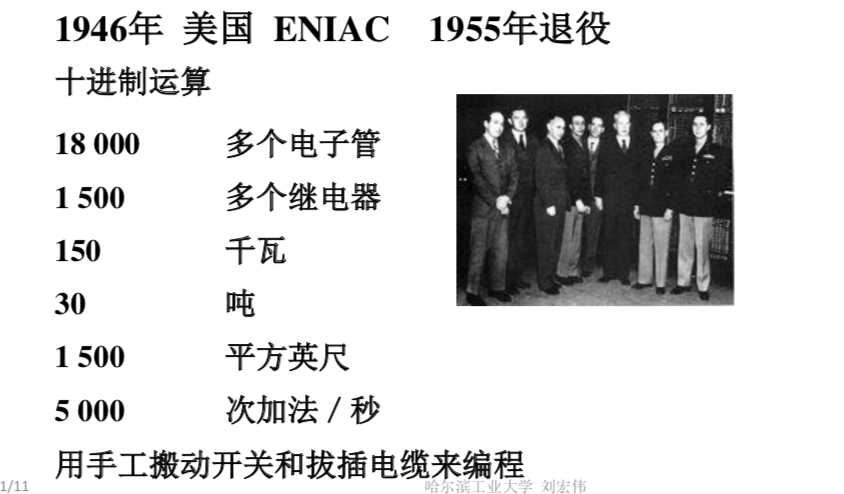 1946年 美国 ENIAC 1955年退役
十进制运算
18 000 多个电子管
1 500 多个继电器
150 千瓦
30 吨
1 500 平方英尺
5 000 次加法／秒
用手工搬动开关和拔插电缆来编程
1/11 哈尔滨工业大学 刘宏伟